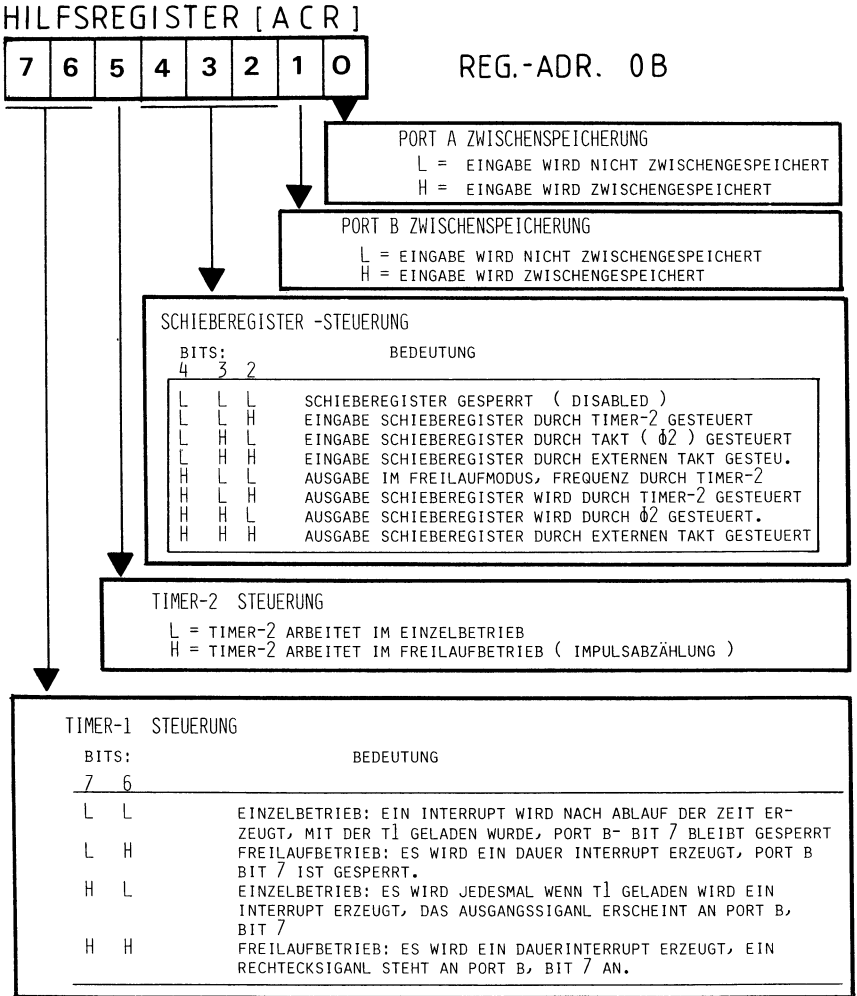 HILFSREGISTER [ACR]
7 6 5 4 3 2 1 0
REG.-ADR. 0B
PORT A ZWISCHENSPEICHERUNG
L = EINGABE WIRD NICHT ZWISCHENGESPEICHERT
H = EINGABE WIRD ZWISCHENGESPEICHERT
PORT B ZWISCHENSPEICHERUNG
L = EINGABE WIRD NICHT ZWISCHENGESPEICHERT
H = EINGABE WIRD ZWISCHENGESPEICHERT
SCHIEBEREGISTER -STEUERUNG
BITS: BEDEUTUNG
4 3 2
L L L SCHIEBEREGISTER GESPERRT ( DISABLED )
L L H EINGABE SCHIEBEREGISTER DURCH TIMER-2 GESTEUERT
L H L EINGABE SCHIEBEREGISTER DURCH TAKT ( Φ2 ) GESTEUERT
L H H EINGABE SCHIEBEREGISTER DURCH EXTERNEN TAKT GESTEU.
H L L AUSGABE IM FREILAUFMODUS, FREQUENZ DURCH TIMER-2
H L H AUSGABE SCHIEBEREGISTER WIRD DURCH TIMER-2 GESTEUERT
H H L AUSGABE SCHIEBEREGISTER WIRD DURCH Φ2 GESTEUERT.
H H H AUSGABE SCHIEBEREGISTER DURCH EXTERNEN TAKT GESTEUERT
TIMER-2 STEUERUNG
L = TIMER-2 ARBEITET IM EINZELBETRIEB
H = TIMER-2 ARBEITET IM FREILAUFBETRIEB ( IMPULSABZÄHLUNG )
TIMER-1 STEUERUNG
BITS: BEDEUTUNG
7 6
L L EINZELBETRIEB: EIN INTERRUPT WIRD NACH ABLAUF DER ZEIT ER-
ZEUGT, MIT DER T1 GELADEN WURDE, PORT B- BIT 7 BLEIBT GESPERRT
L H FREILAUFBETRIEB: ES WIRD EIN DAUER INTERRUPT ERZEUGT, PORT B
BIT 7 IST GESPERRT.
H L EINZELBETRIEB: ES WIRD JEDESMAL WENN T1 GELADEN WIRD EIN
INTERRUPT ERZEUGT, DAS AUSGANGSSIGANL ERSCHEINT AN PORT B,
BIT 7
H H FREILAUFBETRIEB: ES WIRD EIN DAUERINTERRUPT ERZEUGT, EIN
RECHTECKSIGANL STEHT AN PORT B, BIT 7 AN.